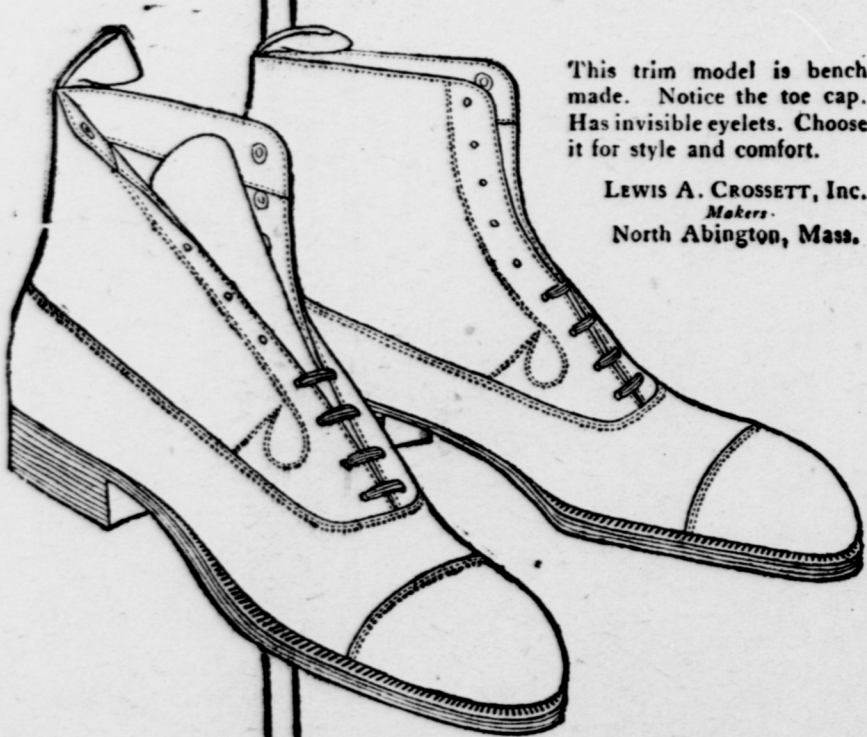 This trim model is bench
made. Notice the toe cap.
Has invisible eyelets. Choose
it for style and comfort.
LEWIS A. CROSSETT, Inc.
Makers
North Abington, Mass.